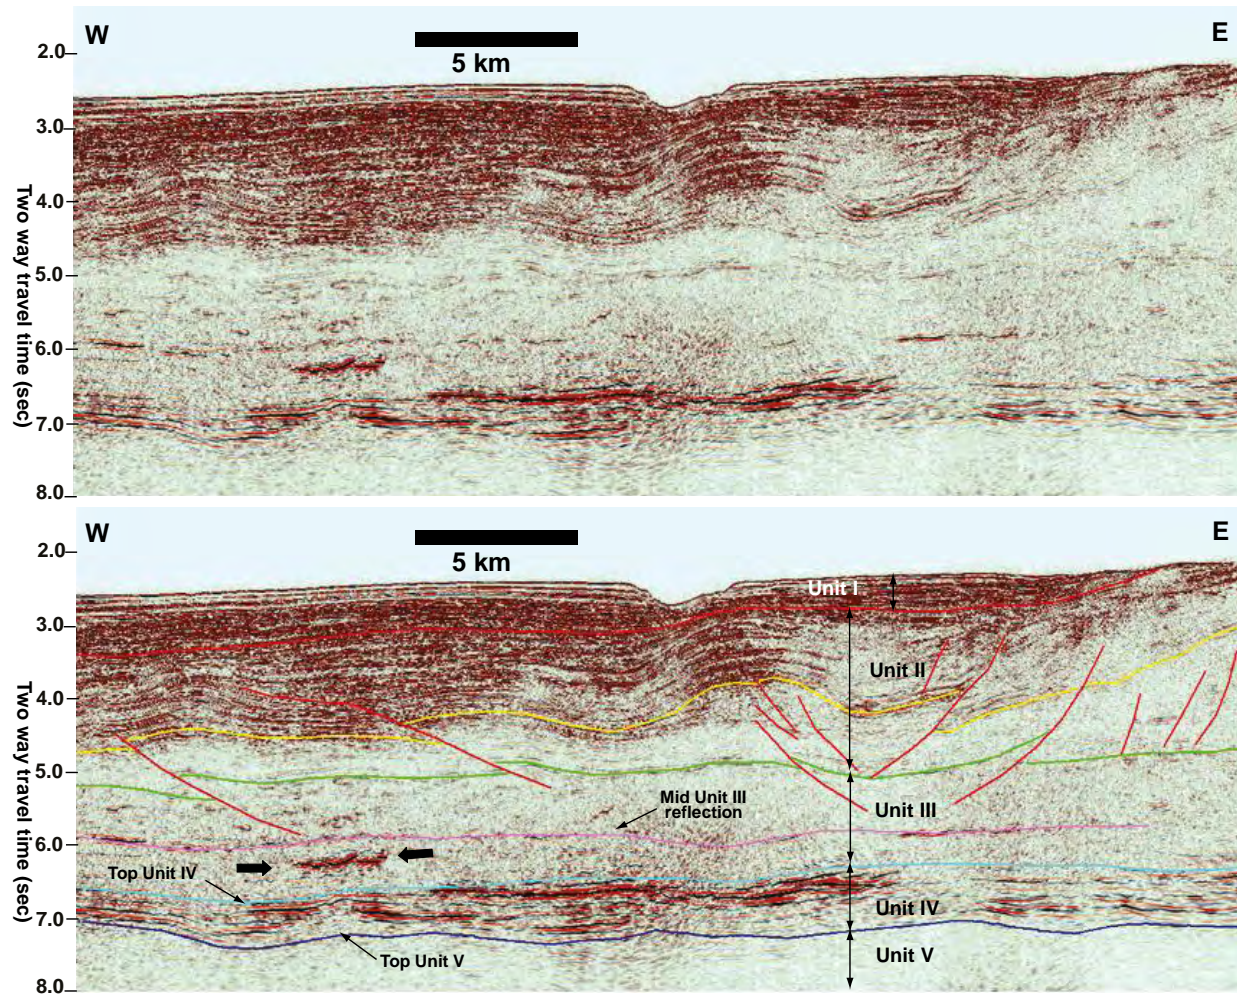 W
E
5 km
2.0
3.0
4.0
5.0
6.0
7.0
8.0
Two way travel time (sec)
W
E
5 km
2.0
3.0
4.0
5.0
6.0
7.0
8.0
Two way travel time (sec)
Unit I
Unit II
Mid Unit III
reflection
Unit III
Top Unit IV
Unit IV
Top Unit V
Unit V